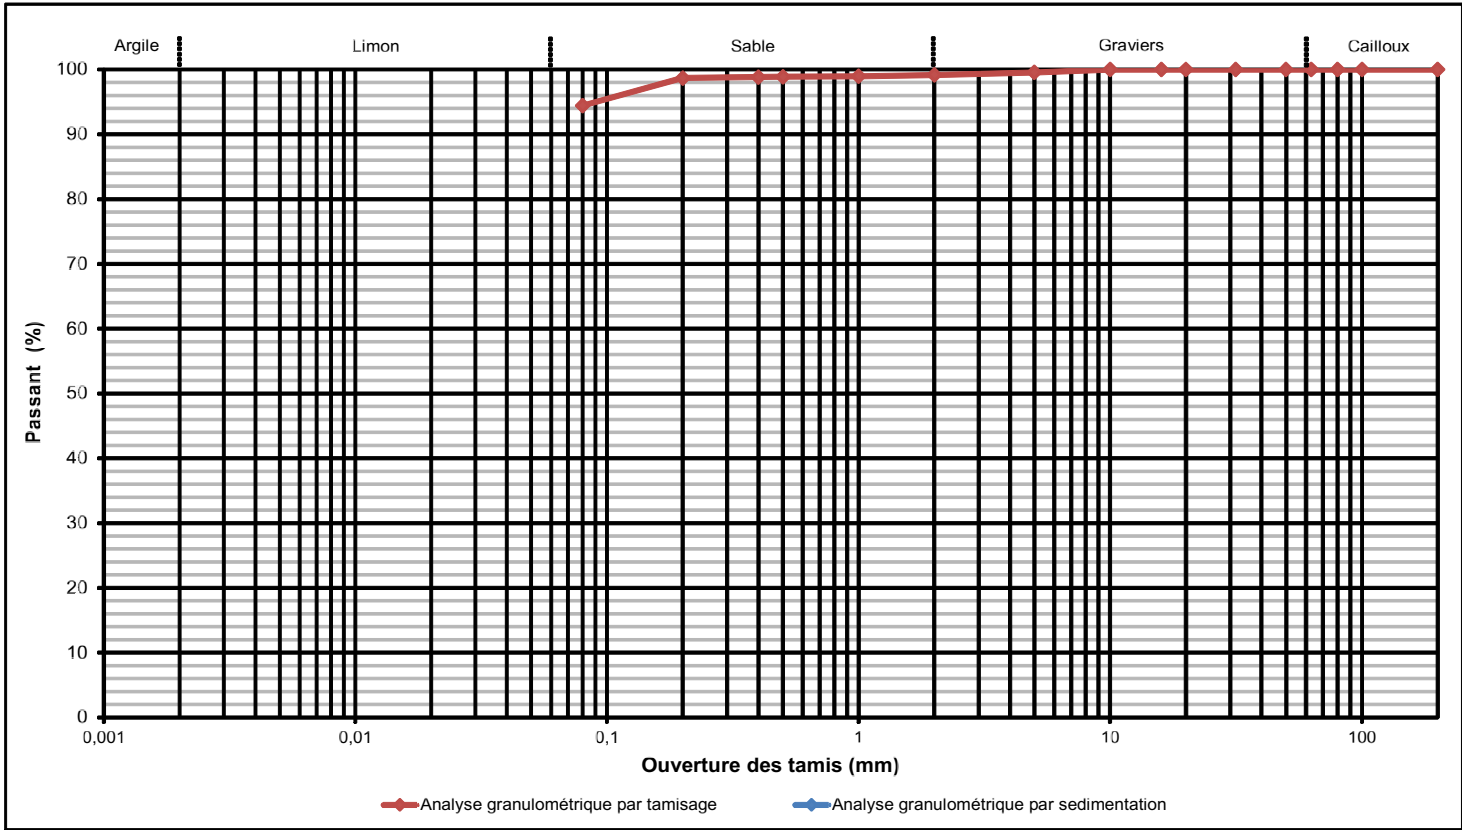 Argile Limon Sable Graviers Cailloux
100
90
80
70
60
50
40
30
20
10
0
Passant (%)
0,001 0,01 0,1 1 10 100
Ouverture des tamis (mm)
Analyse granulométrique par tamisage Analyse granulométrique par sedimentation